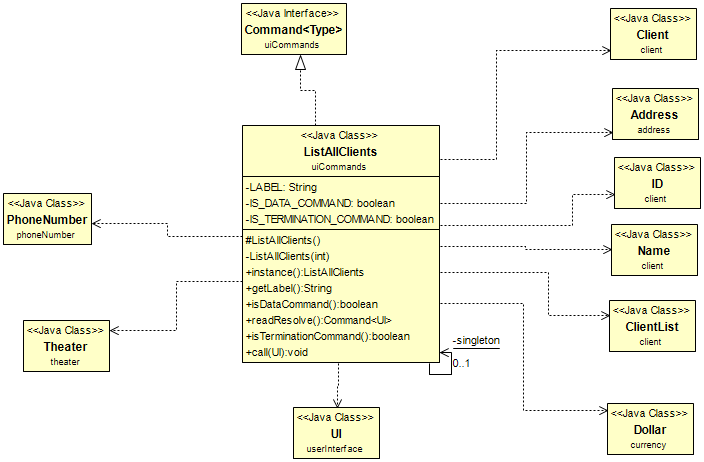 <<Java Interface>>
Command<Type>
uiCommands
<<Java Class>>
Client
client
<<Java Class>>
Address
address
<<Java Class>>
ListAllClients
uiCommands
-LABEL: String
-IS_DATA_COMMAND: boolean
-IS_TERMINATION_COMMAND: boolean
#ListAllClients()
-ListAllClients(int)
+instance():ListAllClients
+getLabel():String
+isDataCommand():boolean
+readResolve():Command<UI>
+isTerminationCommand():boolean
+call(UI):void
<<Java Class>>
ID
client
<<Java Class>>
PhoneNumber
phoneNumber
<<Java Class>>
Name
client
<<Java Class>>
ClientList
client
<<Java Class>>
Theater
theater
-singleton
0..1
<<Java Class>>
UI
userInterface
<<Java Class>>
Dollar
currency